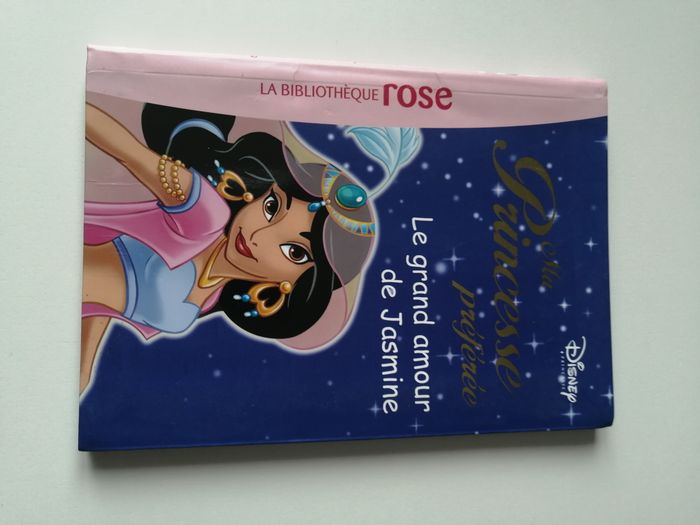 LA BIBLIOTHÈQUE rose
DISNEY
Ma
Princesse
préférée
Le grand amour
de Jasmine